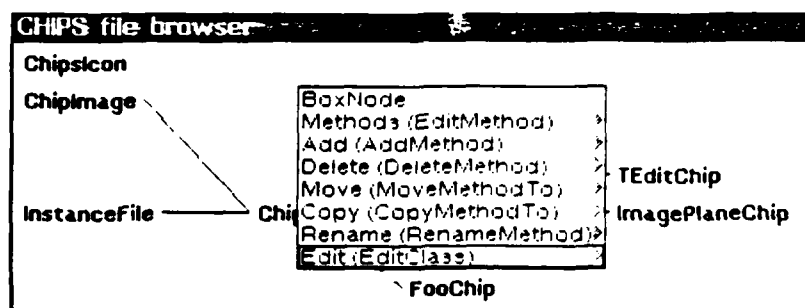 CHIPS file browser
ChipsIcon
ChipImage
BoxNode
Methods (EditMethod)
Add (AddMethod)
Delete (DeleteMethod)
TEditChip
Move (MoveMethodTo)
InstanceFile
Chip
Copy (CopyMethodTo)
ImagePlaneChip
Rename (RenameMethod)
Edit (EditClass)
FooChip